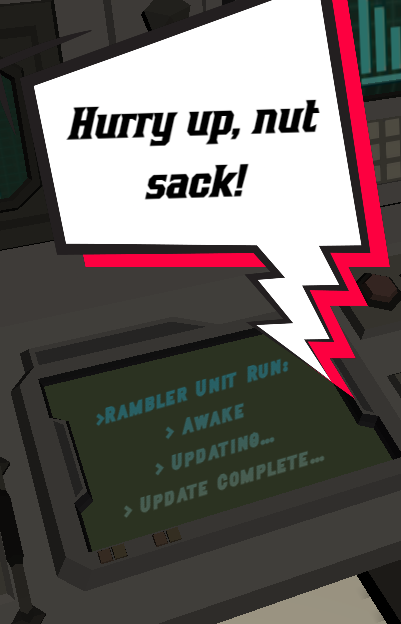 Hurry up, nut
sack!
>Rambler Unit Run:
> Awake
> Updating...
> Update Complete...